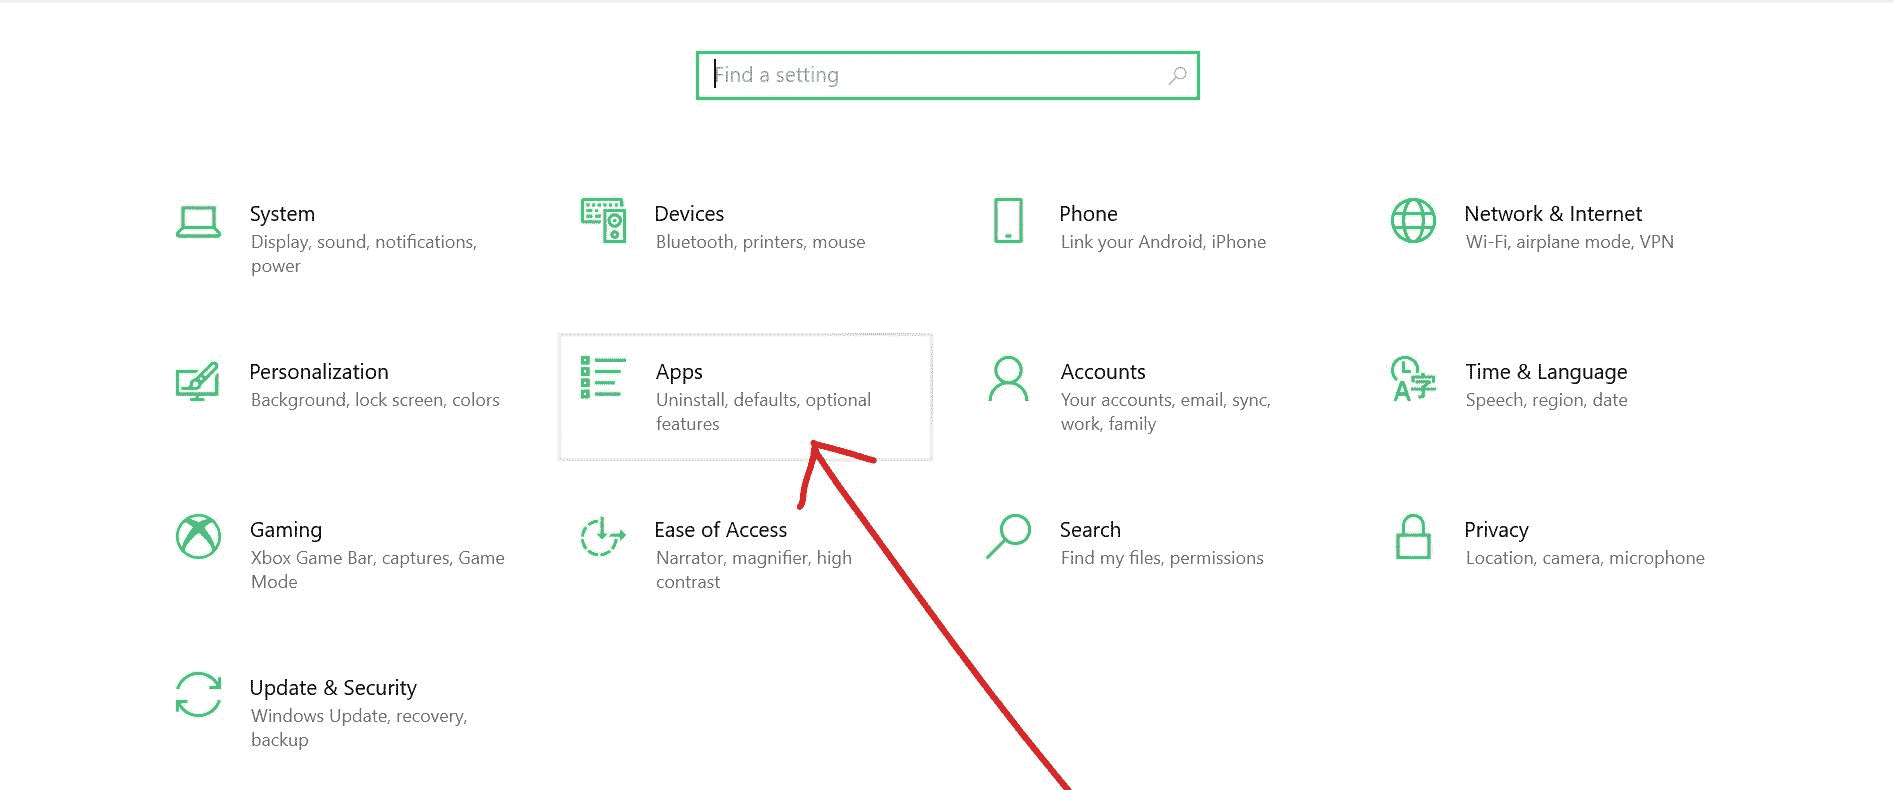 Find a setting
System
Display, sound, notifications,
power
Devices
Bluetooth, printers, mouse
Phone
Link your Android, iPhone
Network & Internet
Wi-Fi, airplane mode, VPN
Personalization
Background, lock screen, colors
Apps
Uninstall, defaults, optional
features
Accounts
Your accounts, email, sync,
work, family
Time & Language
Speech, region, date
Gaming
Xbox Game Bar, captures, Game
Mode
Ease of Access
Narrator, magnifier, high
contrast
Search
Find my files, permissions
Privacy
Location, camera, microphone
Update & Security
Windows Update, recovery,
backup